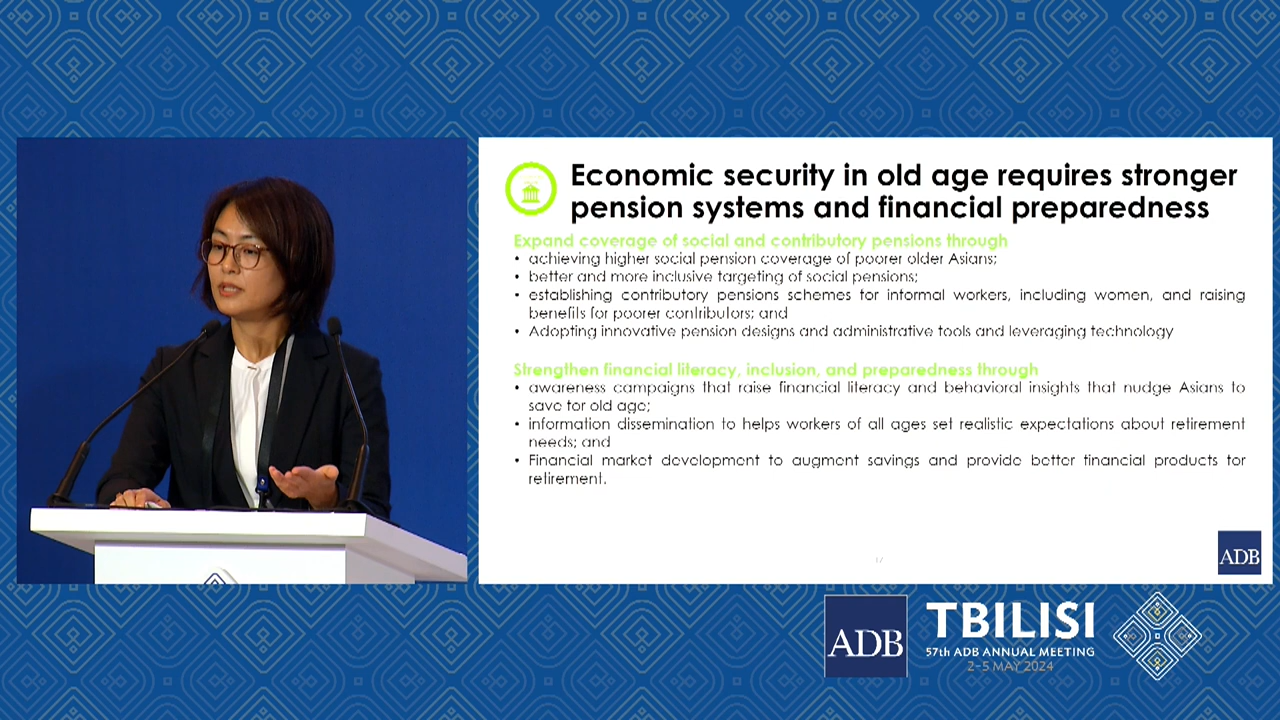 Economic security in old age requires stronger
pension systems and financial preparedness
Expand coverage of social and contributory pensions through
• achieving higher social pension coverage of poorer older Asians;
• better and more inclusive targeting of social pensions;
• establishing contributory pensions schemes for informal workers, including women, and raising
benefits for poorer contributors; and
• Adopting innovative pension designs and administrative tools and leveraging technology
Strengthen financial literacy, inclusion, and preparedness through
• awareness campaigns that raise financial literacy and behavioral insights that nudge Asians to
save for old age;
• information dissemination to helps workers of all ages set realistic expectations about retirement
needs; and
• Financial market development to augment savings and provide better financial products for
retirement.
17
ADB
ADB
TBILISI
57th ADB ANNUAL MEETING
2–5 MAY 2024